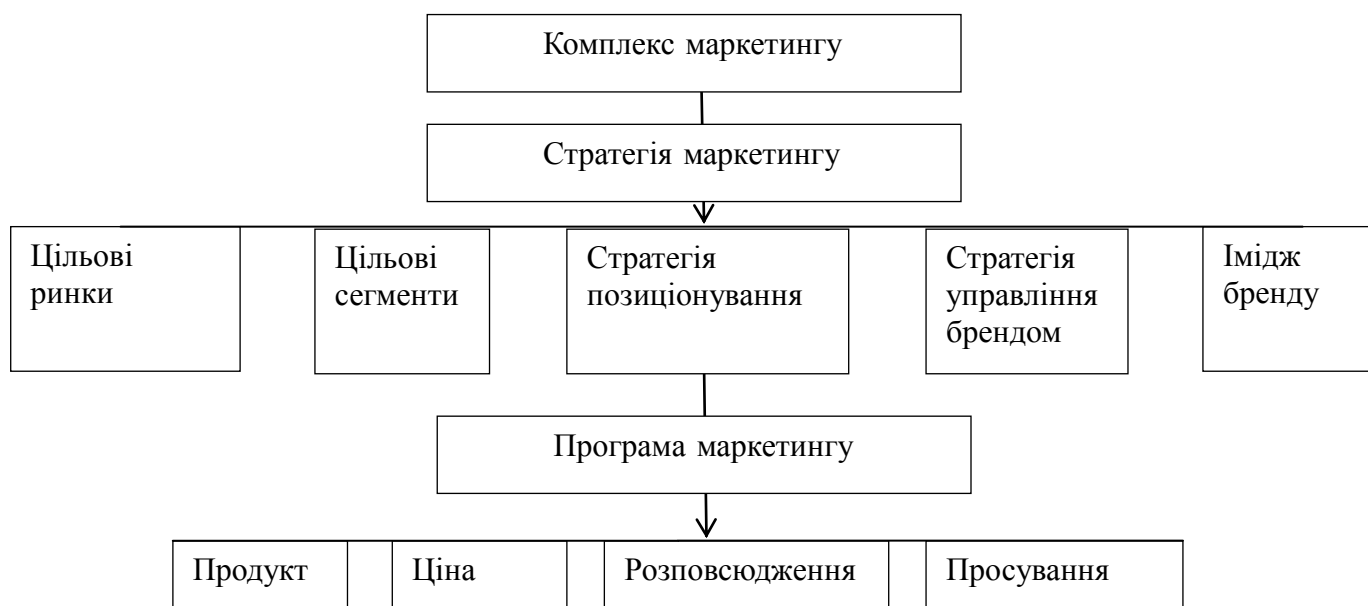 Комплекс маркетингу
Стратегія маркетингу
Цільові
ринки
Цільові
сегменти
Стратегія
позиціонування
Стратегія
управління
брендом
Імідж
бренду
Програма маркетингу
Продукт
Ціна
Розповсюдження
Просування